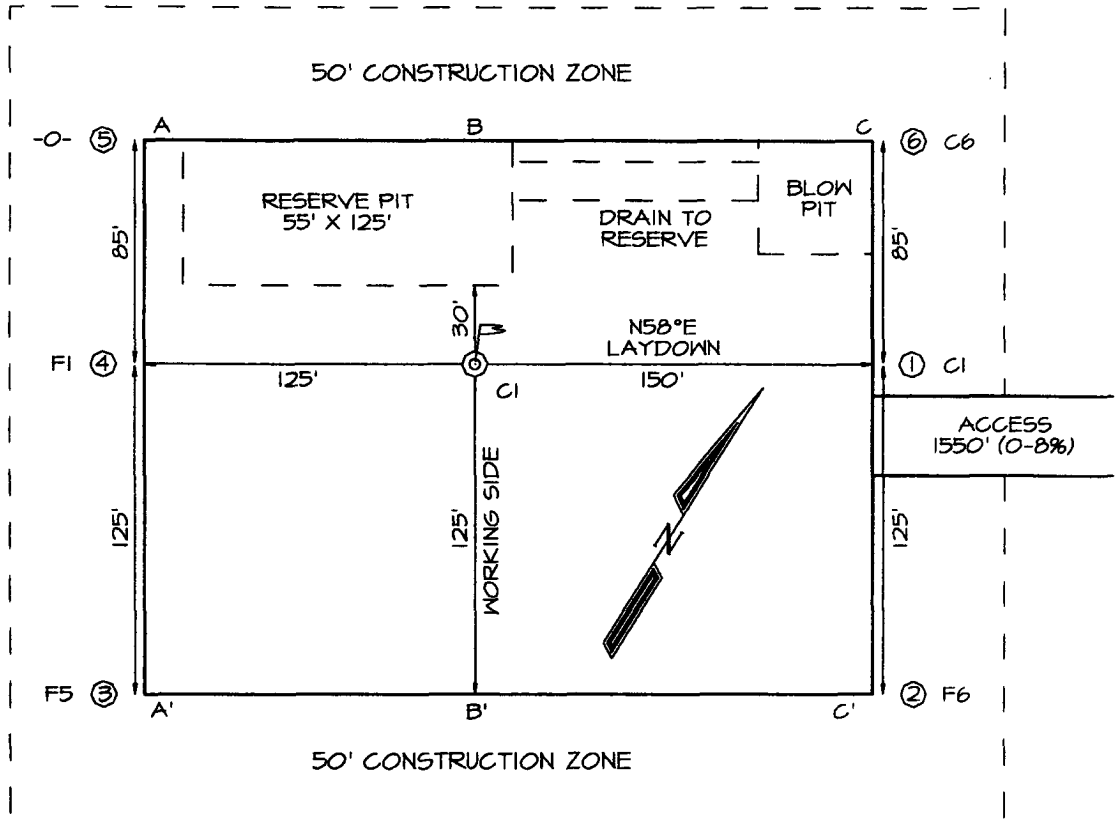 50' CONSTRUCTION ZONE
A B C
-0- 5 6 C6
RESERVE PIT
55' X 125'
BLOW
PIT
DRAIN TO
RESERVE
85' 85'
30'
N58°E
LAYDOWN
F1 4 1 C1
125' 150'
C1
ACCESS
1550' (0-8%)
125' 125' WORKING SIDE 125'
N
F5 3 2 F6
A' B' C'
50' CONSTRUCTION ZONE